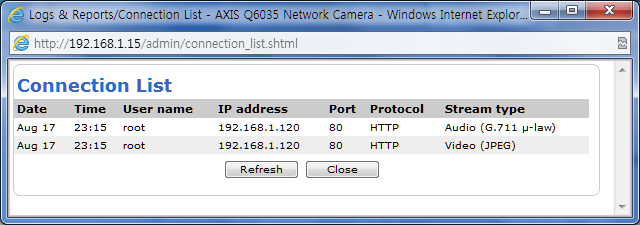 Logs & Reports/Connection List - AXIS Q6035 Network Camera - Windows Internet Explor...
http://192.168.1.15/admin/connection_list.shtml
Connection List
Date Time User name IP address Port Protocol Stream type
Aug 17 23:15 root 192.168.1.120 80 HTTP Audio (G.711 μ-law)
Aug 17 23:15 root 192.168.1.120 80 HTTP Video (JPEG)
Refresh Close